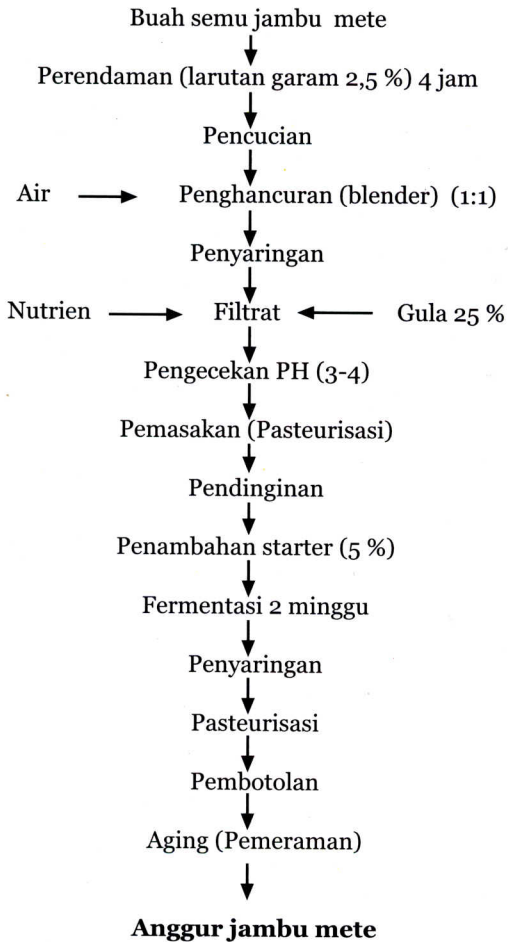 Buah semu jambu mete
Perendaman (larutan garam 2,5 %) 4 jam
Pencucian
Air Penghancuran (blender) (1:1)
Penyaringan
Nutrien Filtrat Gula 25 %
Pengecekan PH (3-4)
Pemasakan (Pasteurisasi)
Pendinginan
Penambahan starter (5 %)
Fermentasi 2 minggu
Penyaringan
Pasteurisasi
Pembotolan
Aging (Pemeraman)
Anggur jambu mete